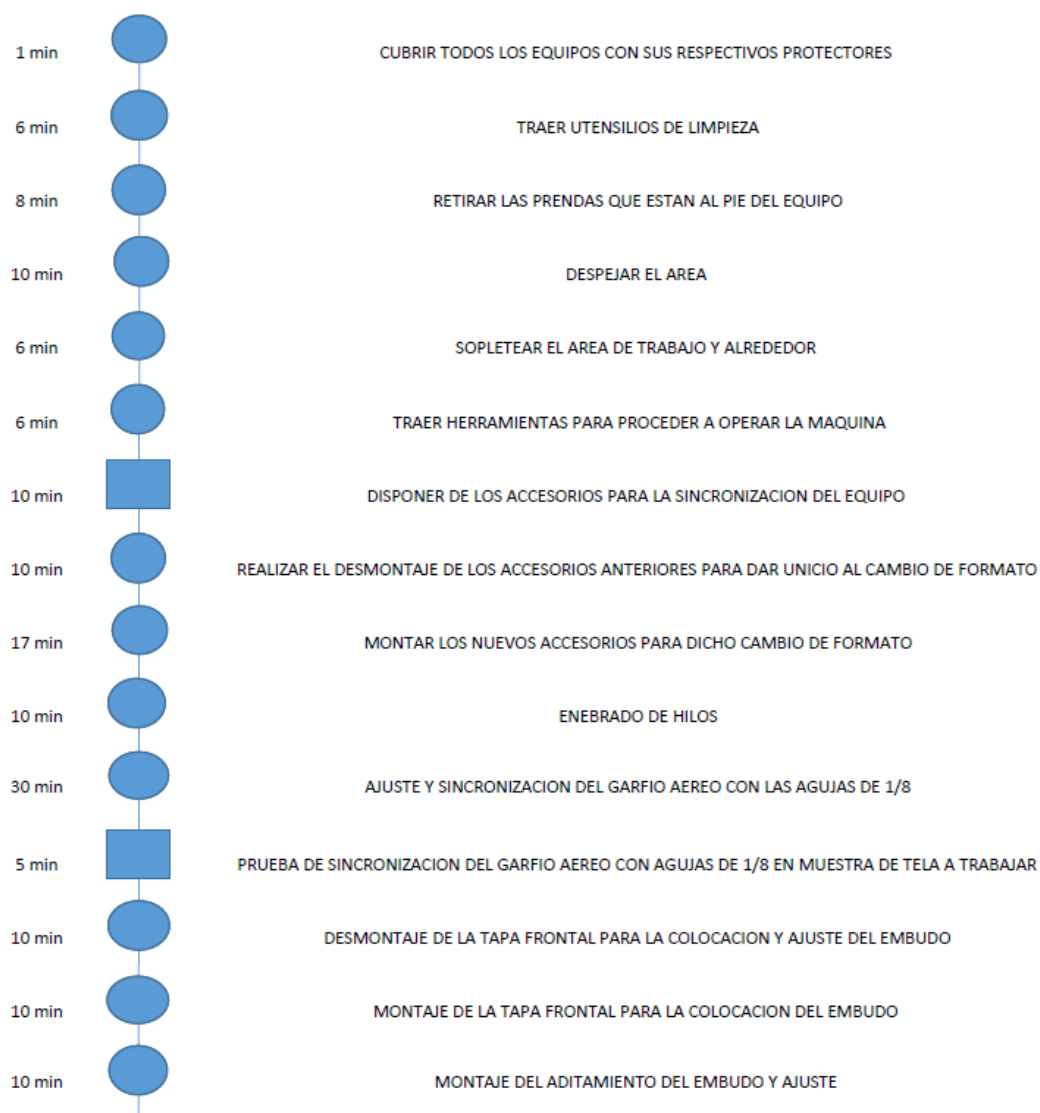 1 min CUBRIR TODOS LOS EQUIPOS CON SUS RESPECTIVOS PROTECTORES
6 min TRAER UTENSILIOS DE LIMPIEZA
8 min RETIRAR LAS PRENDAS QUE ESTAN AL PIE DEL EQUIPO
10 min DESPEJAR EL AREA
6 min SOPLETEAR EL AREA DE TRABAJO Y ALREDEDOR
6 min TRAER HERRAMIENTAS PARA PROCEDER A OPERAR LA MAQUINA
10 min DISPONER DE LOS ACCESORIOS PARA LA SINCRONIZACION DEL EQUIPO
10 min REALIZAR EL DESMONTAJE DE LOS ACCESORIOS ANTERIORES PARA DAR UNICIO AL CAMBIO DE FORMATO
17 min MONTAR LOS NUEVOS ACCESORIOS PARA DICHO CAMBIO DE FORMATO
10 min ENEBRADO DE HILOS
30 min AJUSTE Y SINCRONIZACION DEL GARFIO AEREO CON LAS AGUJAS DE 1/8
5 min PRUEBA DE SINCRONIZACION DEL GARFIO AEREO CON AGUJAS DE 1/8 EN MUESTRA DE TELA A TRABAJAR
10 min DESMONTAJE DE LA TAPA FRONTAL PARA LA COLOCACION Y AJUSTE DEL EMBUDO
10 min MONTAJE DE LA TAPA FRONTAL PARA LA COLOCACION DEL EMBUDO
10 min MONTAJE DEL ADITAMIENTO DEL EMBUDO Y AJUSTE